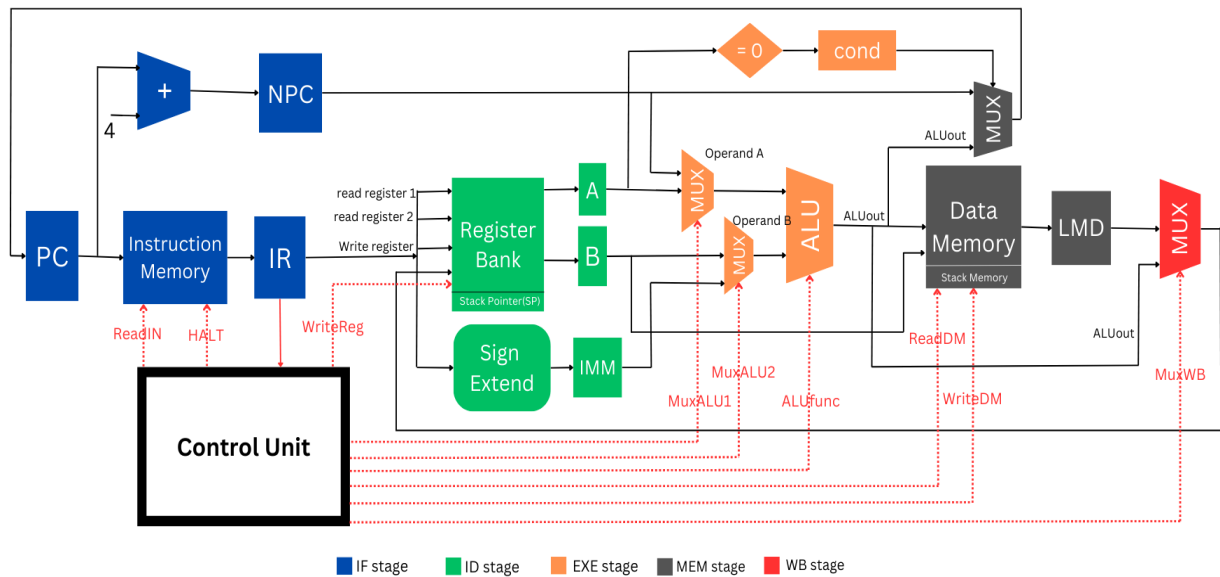 = 0
cond
+
NPC
4
MUX
ALUout
Operand A
read register 1
read register 2
Write register
Register
Bank
Stack Pointer(SP)
A
B
MUX
Operand B
MUX
ALU
ALUout
Data
Memory
Stack Memory
LMD
MUX
PC
Instruction
Memory
IR
ReadIN
HALT
WriteReg
Sign
Extend
IMM
ReadDM
ALUout
MuxALU2
MuxWB
MuxALU1
ALUfunc
WriteDM
Control Unit
IF stage
ID stage
EXE stage
MEM stage
WB stage